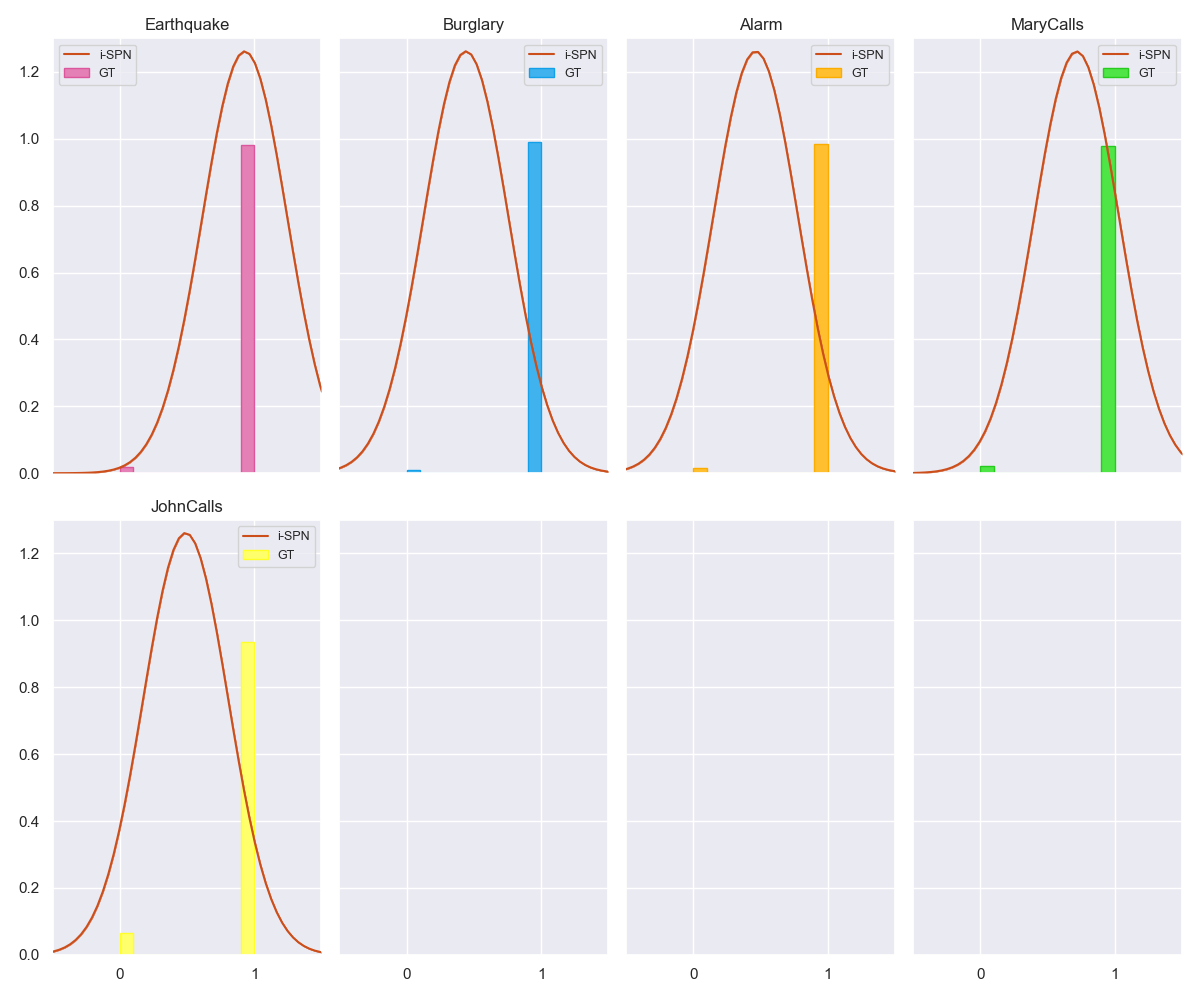 Earthquake
Burglary
Alarm
MaryCalls
i-SPN
GT
i-SPN
GT
i-SPN
GT
i-SPN
GT
1.2
1.0
0.8
0.6
0.4
0.2
0.0
JohnCalls
i-SPN
GT
1.2
1.0
0.8
0.6
0.4
0.2
0.0
0 1 0 1 0 1 0 1